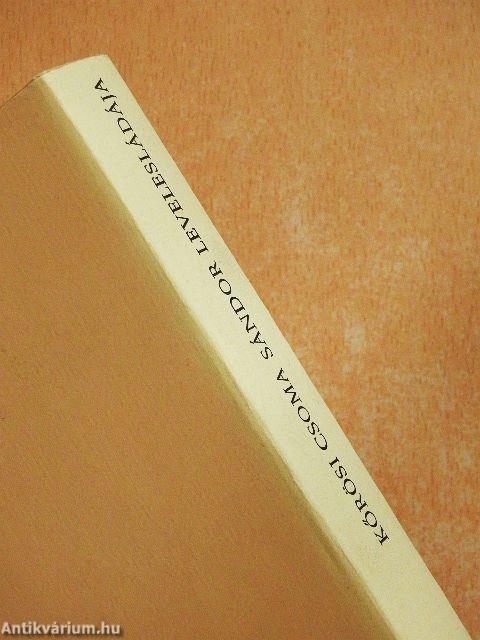 KŐRÖSI CSOMA SÁNDOR LEVELESLÁDÁJA
Antikvárium.hu